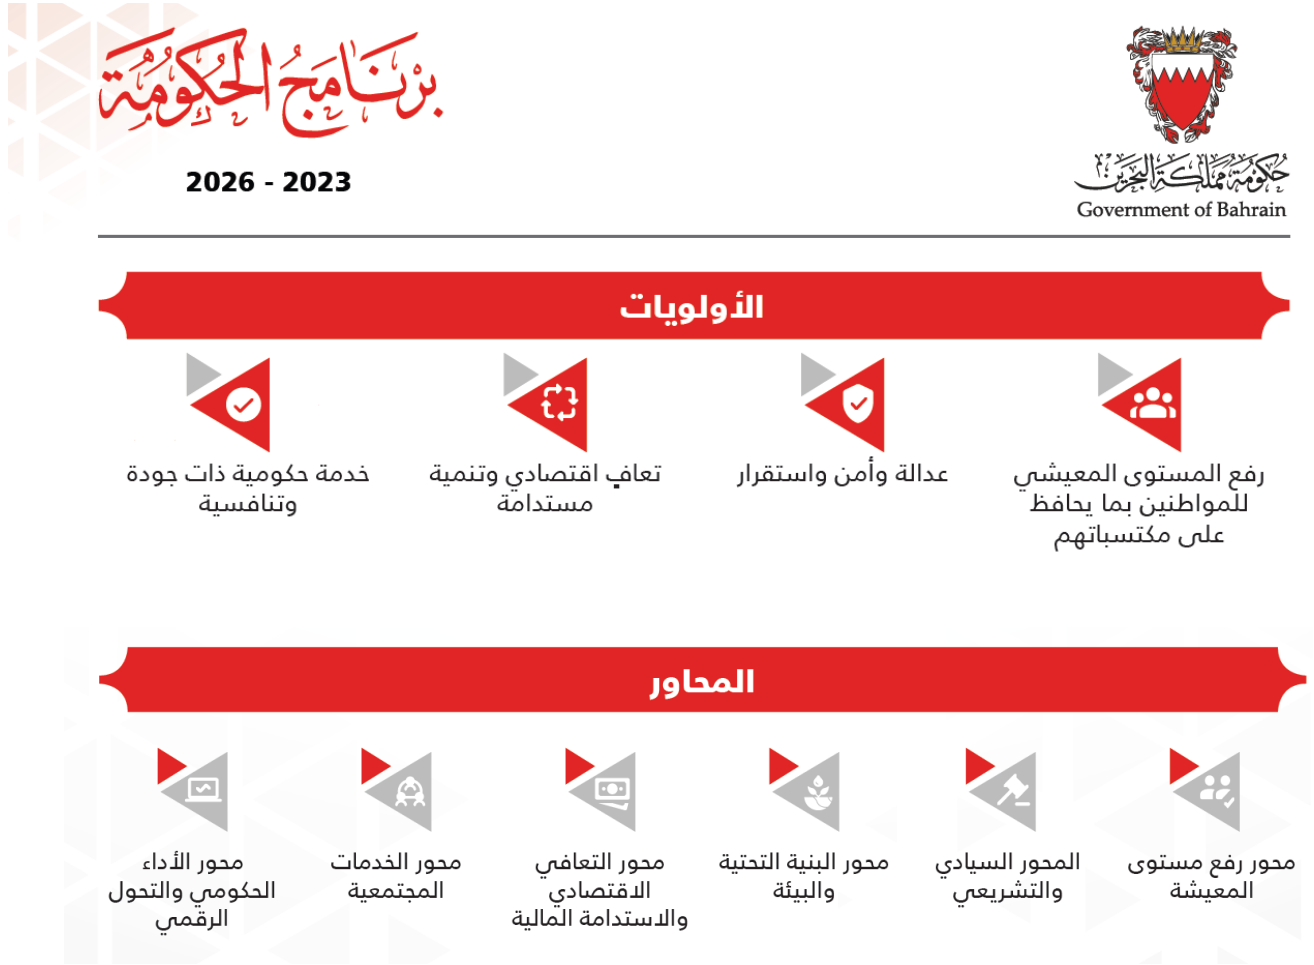 برنامج الحكومة
2023 - 2026
حكومة مملكة البحرين
Government of Bahrain
الأولويات
رفع المستوى المعيشي
للمواطنين بما يحافظ
على مكتسباتهم
عدالة وأمن واستقرار
تعافٍ اقتصادي وتنمية
مستدامة
خدمة حكومية ذات جودة
وتنافسية
المحاور
محور رفع مستوى
المعيشة
المحور السيادي
والتشريعي
محور البنية التحتية
والبيئة
محور التعافي
الاقتصادي
والاستدامة المالية
محور الخدمات
المجتمعية
محور الأداء
الحكومي والتحول
الرقمي